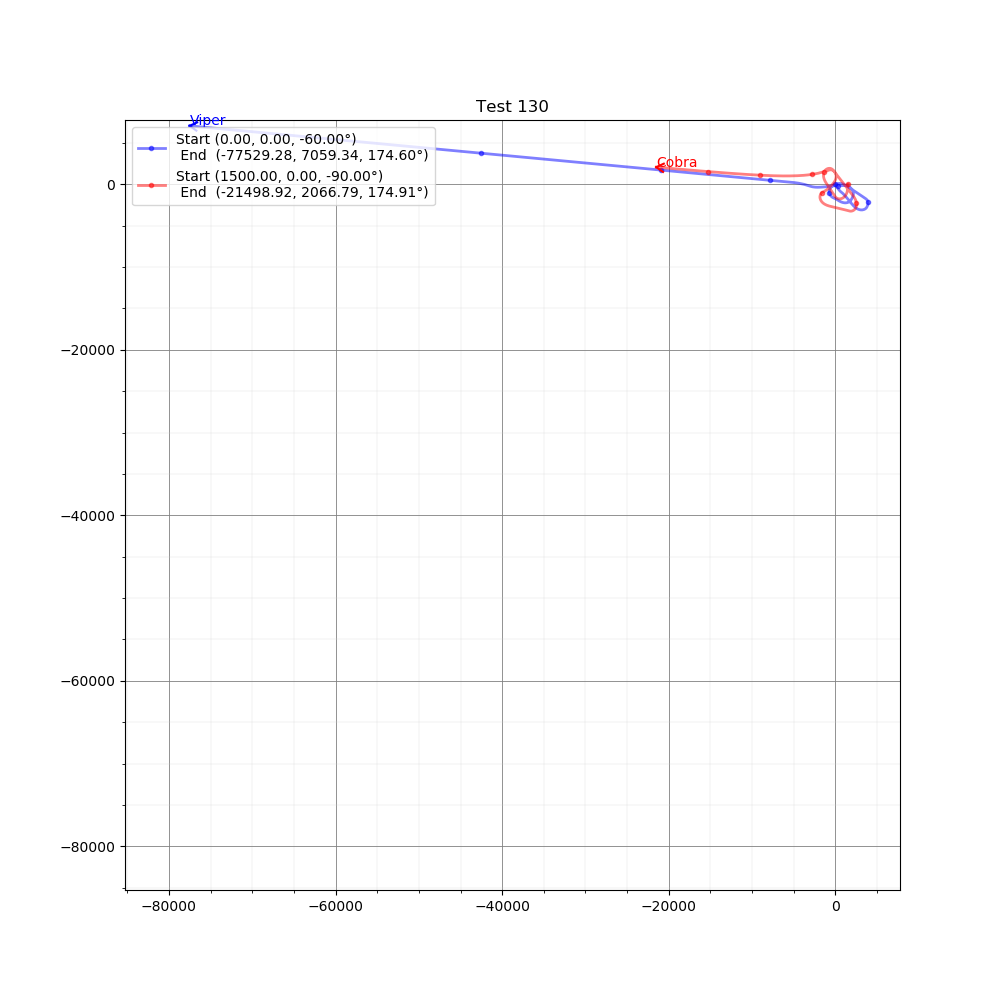 Test 130
Viper
Start (0.00, 0.00, -60.00°)
End  (-77529.28, 7059.34, 174.60°)
Start (1500.00, 0.00, -90.00°)
End  (-21498.92, 2066.79, 174.91°)
Cobra
0
−20000
−40000
−60000
−80000
−80000
−60000
−40000
−20000
0